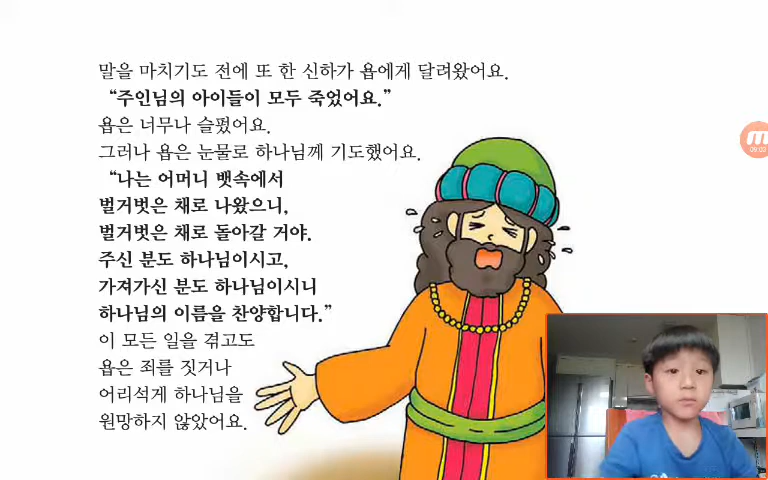 말을 마치기도 전에 또 한 신하가 욥에게 달려왔어요.
“주인님의 아이들이 모두 죽었어요.”
욥은 너무나 슬펐어요.
그러나 욥은 눈물로 하나님께 기도했어요.
“나는 어머니 뱃속에서
벌거벗은 채로 나왔으니,
벌거벗은 채로 돌아갈 거야.
주신 분도 하나님이시고,
가져가신 분도 하나님이시니
하나님의 이름을 찬양합니다.”
이 모든 일을 겪고도
욥은 죄를 짓거나
어리석게 하나님을
원망하지 않았어요.